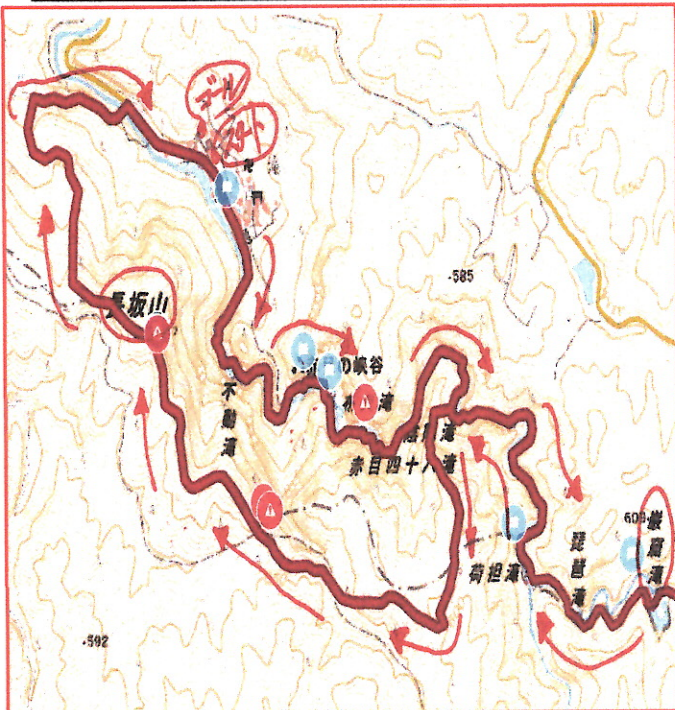 ゴール
スタート
・585
長坂山
の峡谷
不動滝
滝
赤目四十八滝
荷担滝
琵琶滝
609
巌窟滝
・592